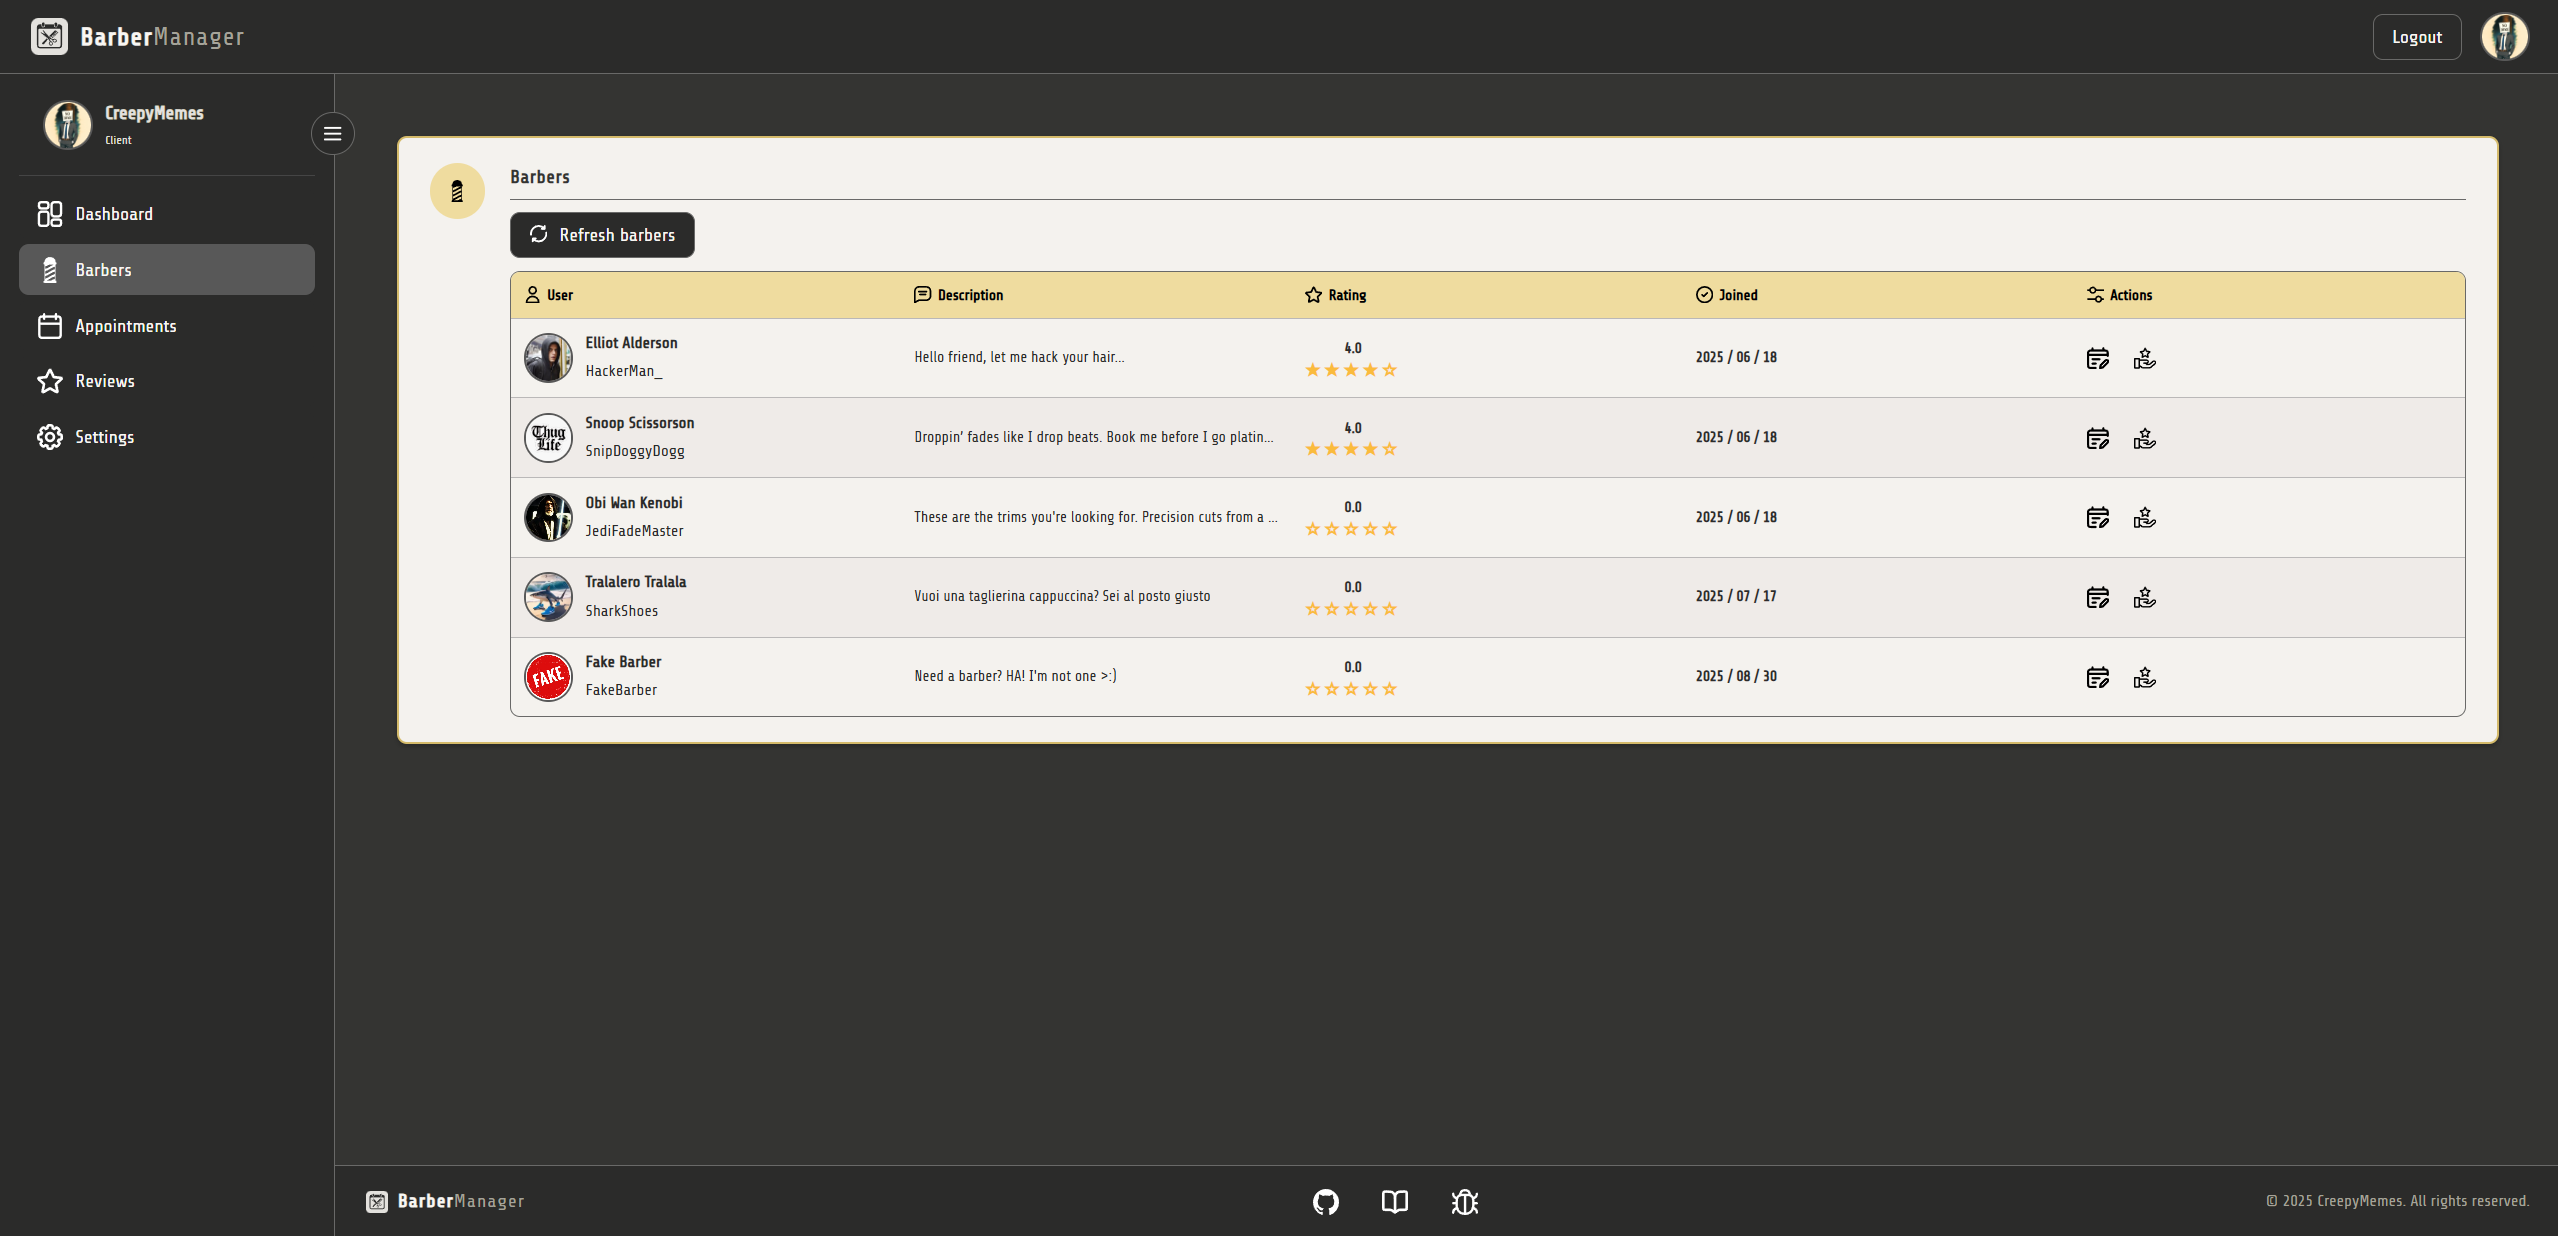 BarberManager
Logout
CreepyMemes
Client
Dashboard
Barbers
Appointments
Reviews
Settings
Barbers
Refresh barbers
User Description Rating Joined Actions
Elliot Alderson
HackerMan_
Hello friend, let me hack your hair...
4.0
2025 / 06 / 18
Thug
Life
Snoop Scissorson
SnipDoggyDogg
Droppin' fades like I drop beats. Book me before I go platin...
4.0
2025 / 06 / 18
Obi Wan Kenobi
JediFadeMaster
These are the trims you're looking for. Precision cuts from a ...
0.0
2025 / 06 / 18
Tralalero Tralala
SharkShoes
Vuoi una taglierina cappuccina? Sei al posto giusto
0.0
2025 / 07 / 17
FAKE
Fake Barber
FakeBarber
Need a barber? HA! I'm not one >:)
0.0
2025 / 08 / 30
BarberManager
© 2025 CreepyMemes. All rights reserved.